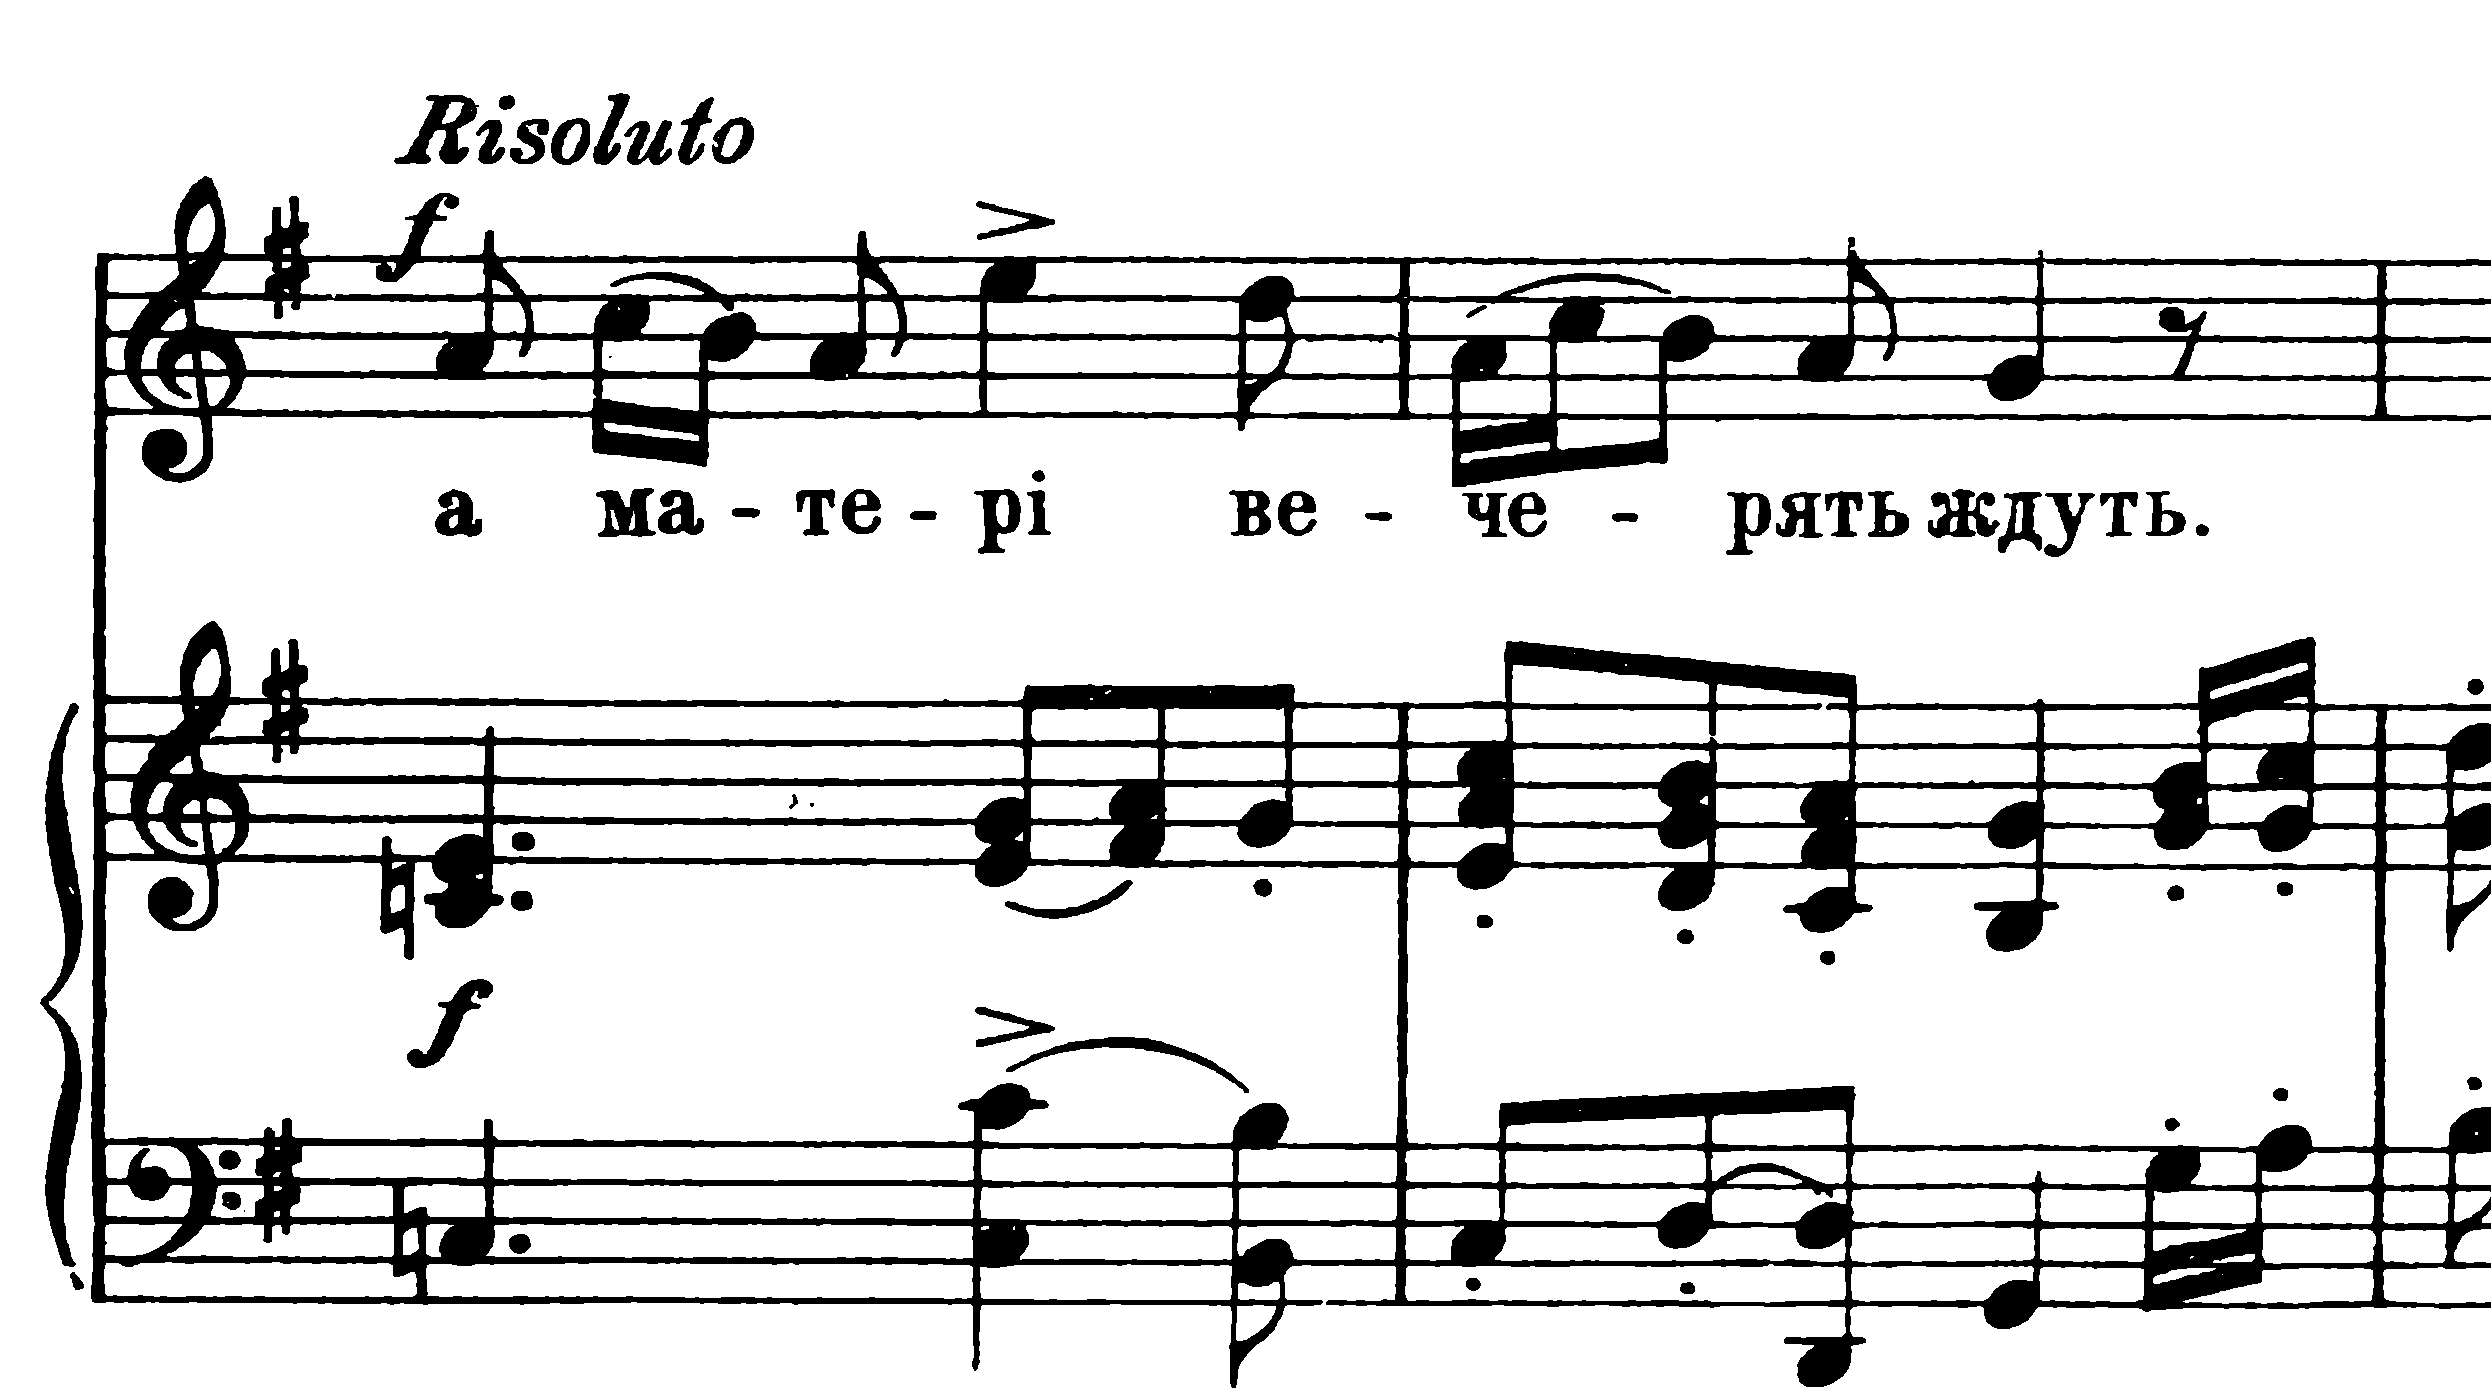 Risoluto
f
а ма - те - рі ве - че - рять ждуть.
f